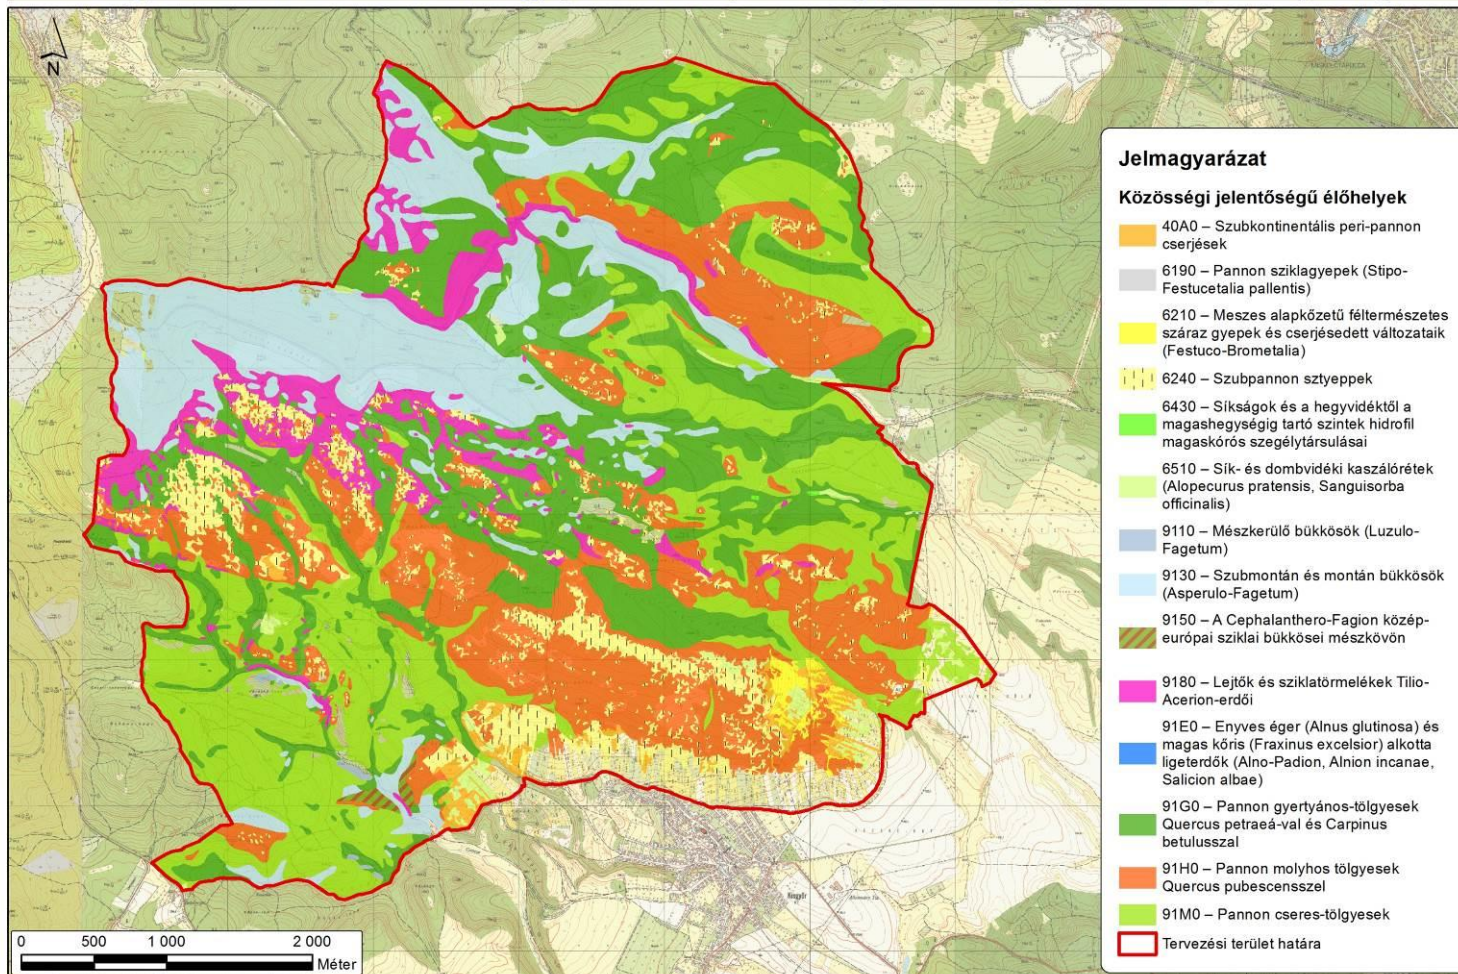 N
Jelmagyarázat
Közösségi jelentőségű élőhelyek
40A0 – Szubkontinentális peri-pannon
cserjések
6190 – Pannon sziklagyepek (Stipo-
Festucetalia pallentis)
6210 – Meszes alapkőzetű féltermészetes
száraz gyepek és cserjésedett változataik
(Festuco-Brometalia)
6240 – Szubpannon sztyeppek
6430 – Síkságok és a hegyvidéktől a
magashegységig tartó szintek hidrofil
magaskórós szegélytársulásai
6510 – Sík- és dombvidéki kaszálórétek
(Alopecurus pratensis, Sanguisorba
officinalis)
9110 – Mészkerülő bükkösök (Luzulo-
Fagetum)
9130 – Szubmontán és montán bükkösök
(Asperulo-Fagetum)
9150 – A Cephalanthero-Fagion közép-
európai sziklai bükkösei mészkövön
9180 – Lejtők és sziklatörmelékek Tilio-
Acerion-erdői
91E0 – Enyves éger (Alnus glutinosa) és
magas kőris (Fraxinus excelsior) alkotta
ligeterdők (Alno-Padion, Alnion incanae,
Salicion albae)
91G0 – Pannon gyertyános-tölgyesek
Quercus petraeá-val és Carpinus
betulusszal
91H0 – Pannon molyhos tölgyesek
Quercus pubescensszel
91M0 – Pannon cseres-tölgyesek
Tervezési terület határa
0 500 1 000 2 000
Méter